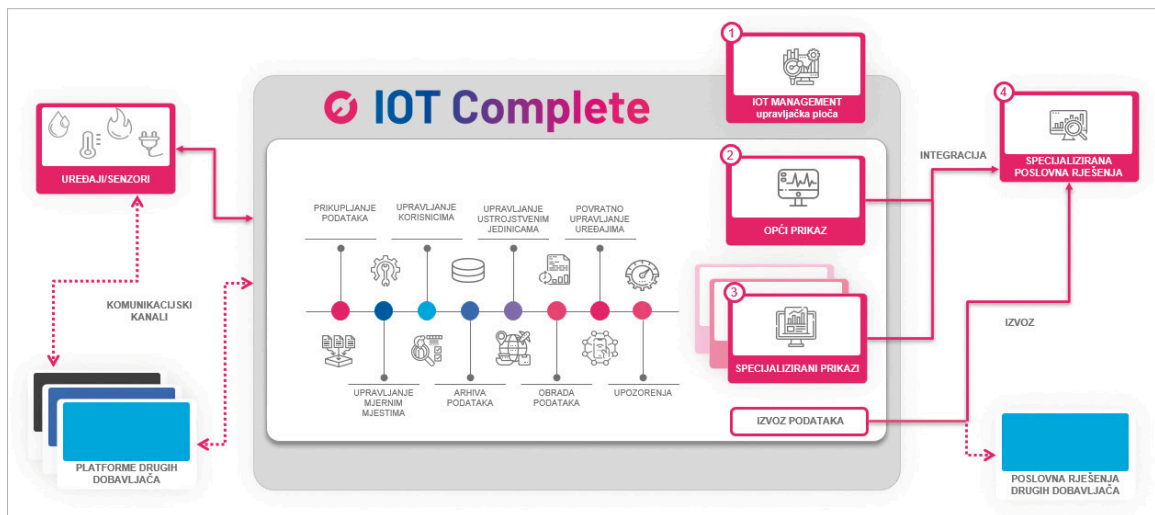 1
IOT MANAGEMENT
upravljačka ploča
IOT Complete
4
SPECIJALIZIRANA
POSLOVNA RJEŠENJA
INTEGRACIJA
UREĐAJI/SENZORI
2
OPĆI PRIKAZ
PRIKUPLJANJE
PODATAKA
UPRAVLJANJE
KORISNICIMA
UPRAVLJANJE
USTROJSTVENIM
JEDINICAMA
POVRATNO
UPRAVLJANJE
UREĐAJIMA
3
SPECIJALIZIRANI PRIKAZI
KOMUNIKACIJSKI
KANALI
IZVOZ
UPRAVLJANJE
MJERNIM
MJESTIMA
ARHIVA
PODATAKA
OBRADA
PODATAKA
UPOZORENJA
IZVOZ PODATAKA
PLATFORME DRUGIH
DOBAVLJAČA
POSLOVNA RJEŠENJA
DRUGIH DOBAVLJAČA